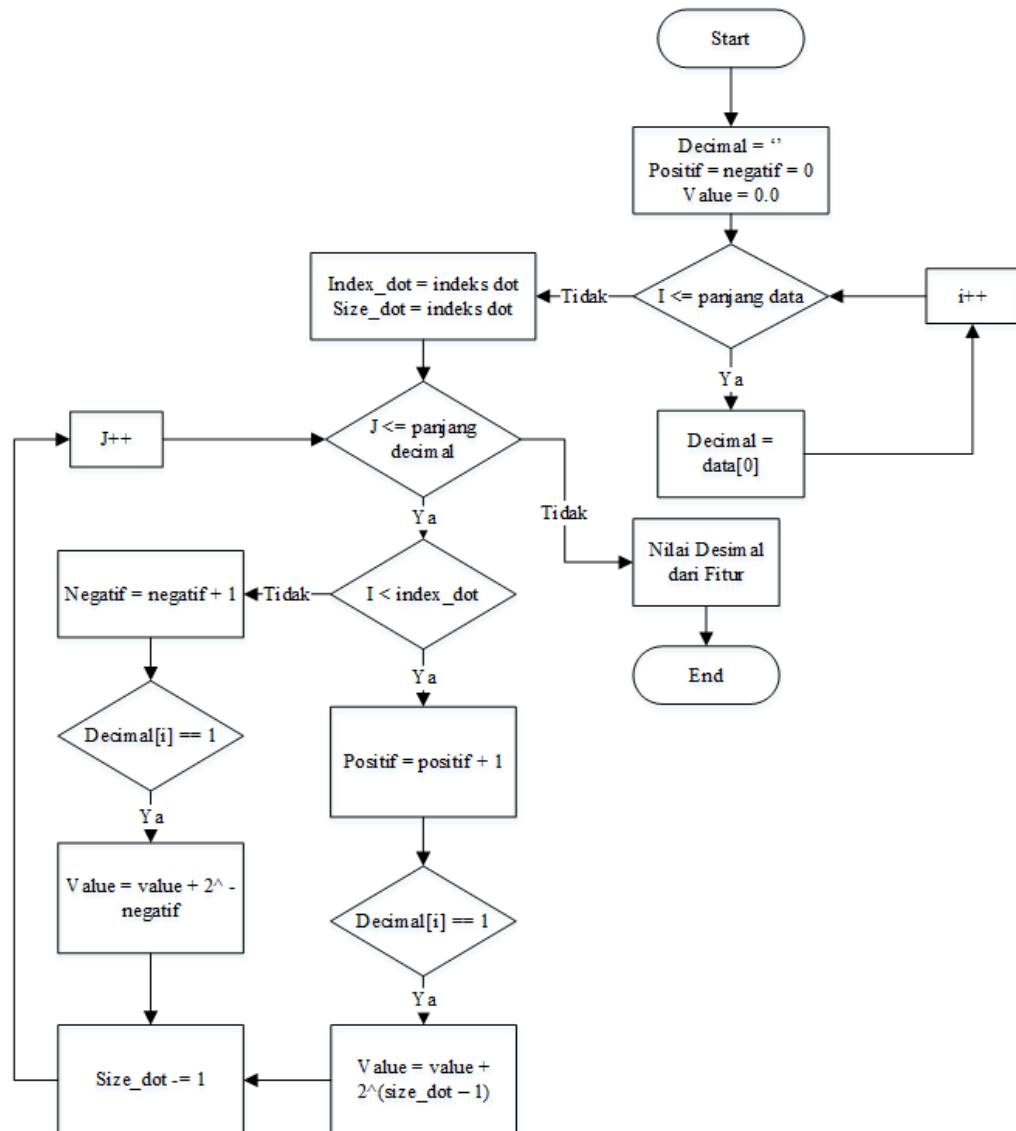 Start
Decimal = ‘’
Positif = negatif = 0
Value = 0.0
I <= panjang data
i++
Ya
Decimal =
data[0]
Tidak
Index_dot = indeks dot
Size_dot = indeks dot
J <= panjang
decimal
J++
Tidak
Nilai Desimal
dari Fitur
End
Ya
I < index_dot
Tidak
Negatif = negatif + 1
Decimal[i] == 1
Ya
Value = value + 2^ -
negatif
Ya
Positif = positif + 1
Decimal[i] == 1
Ya
Value = value +
2^(size_dot – 1)
Size_dot -= 1